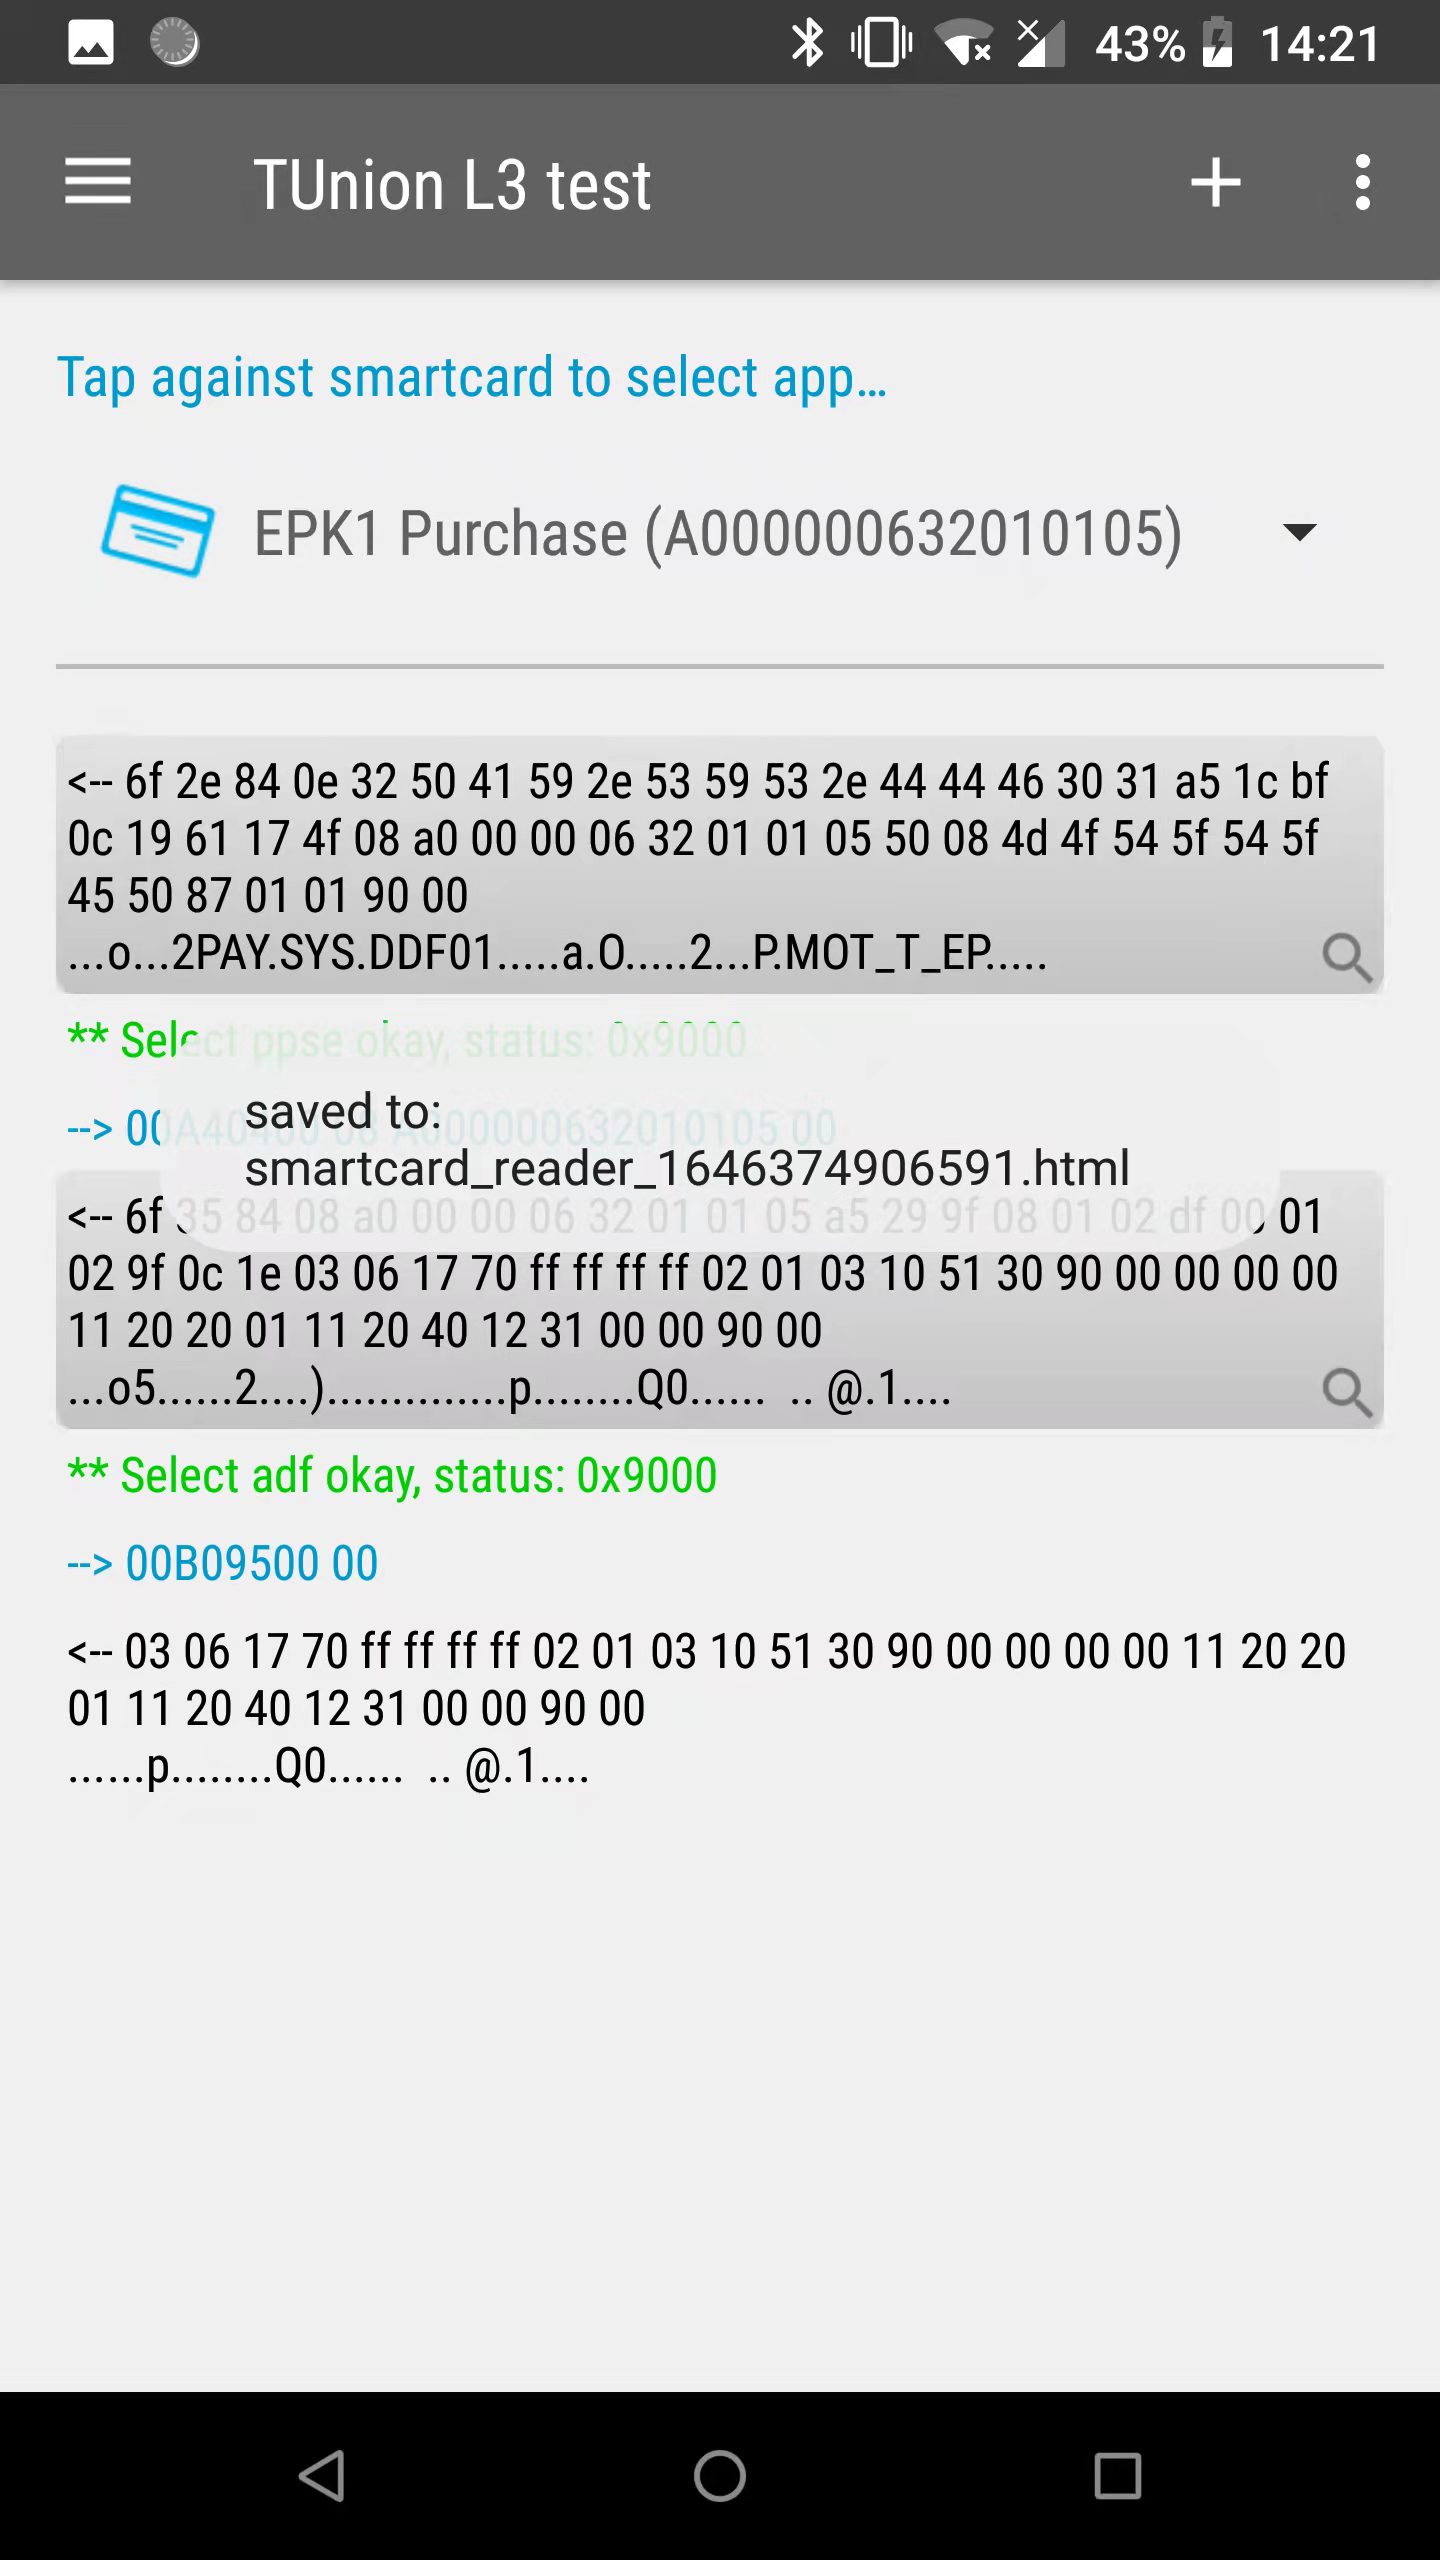 43% 14:21
TUnion L3 test
Tap against smartcard to select app…
EPK1 Purchase (A000000632010105)
<-- 6f 2e 84 0e 32 50 41 59 2e 53 59 53 2e 44 44 46 30 31 a5 1c bf
0c 19 61 17 4f 08 a0 00 00 06 32 01 01 05 50 08 4d 4f 54 5f 54 5f
45 50 87 01 01 90 00
...o...2PAY.SYS.DDF01.....a.O.....2...P.MOT_T_EP.....
** Select ppse okay, status: 0x9000
saved to:
--> 00A40400 08 A000000632010105 00
smartcard_reader_1646374906591.html
<-- 6f 35 84 08 a0 00 00 06 32 01 01 05 a5 29 9f 08 01 02 df 00 01
02 9f 0c 1e 03 06 17 70 ff ff ff ff 02 01 03 10 51 30 90 00 00 00 00
11 20 20 01 11 20 40 12 31 00 00 90 00
...o5......2....)..............p........Q0......  .. @.1....
** Select adf okay, status: 0x9000
--> 00B09500 00
<-- 03 06 17 70 ff ff ff ff 02 01 03 10 51 30 90 00 00 00 00 11 20 20
01 11 20 40 12 31 00 00 90 00
......p........Q0......  .. @.1....